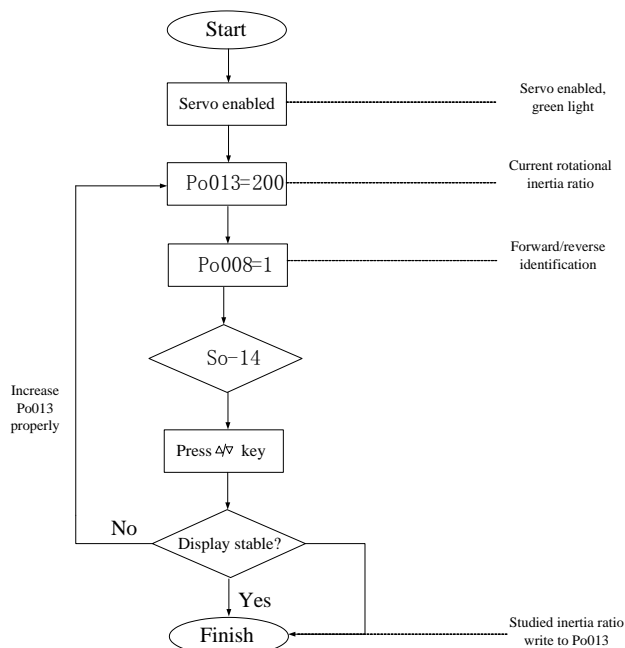 Start
Servo enabled
Servo enabled,
green light
Po013=200
Current rotational
inertia ratio
Po008=1
Forward/reverse
identification
So-14
Increase
Po013
properly
Press △/▽ key
No
Display stable?
Yes
Finish
Studied inertia ratio
write to Po013